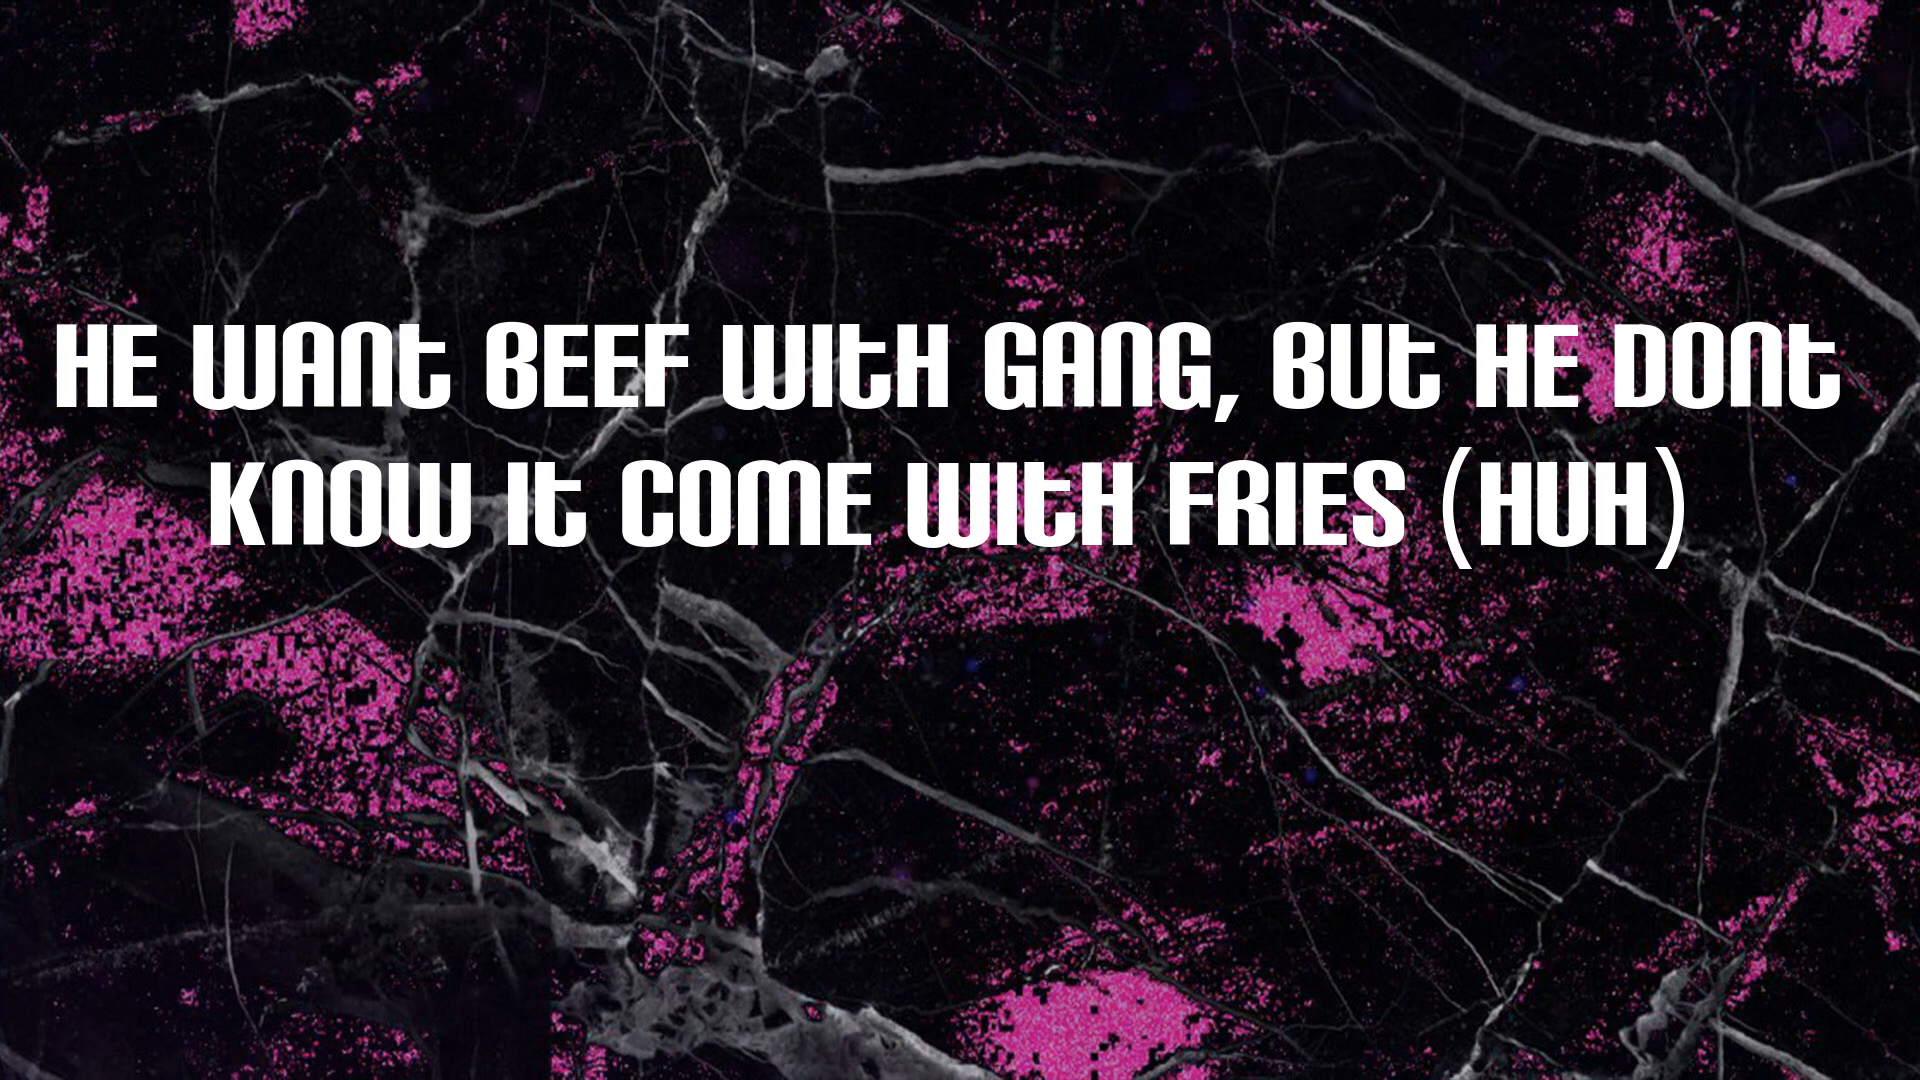 HE WANT BEEF WITH GANG, BUT HE DONT
KNOW IT COME WITH FRIES (HUH)